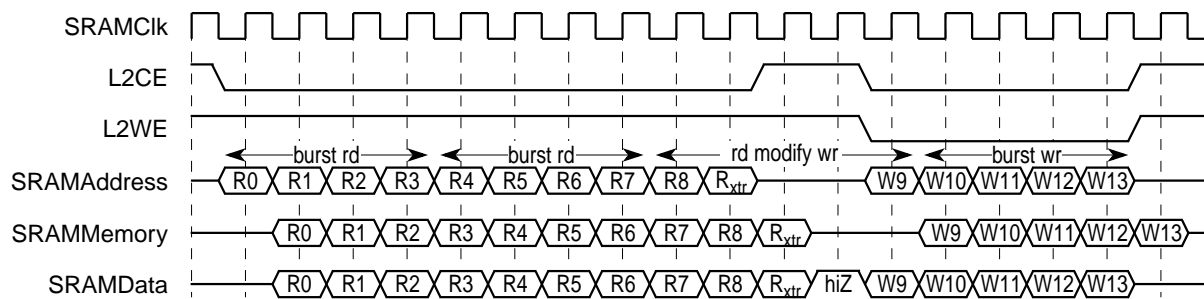 SRAMClk
L2CE
L2WE
burst rd burst rd rd modify wr burst wr
SRAMAddress R0 R1 R2 R3 R4 R5 R6 R7 R8 Rxtr W9 W10 W11 W12 W13
SRAMMemory R0 R1 R2 R3 R4 R5 R6 R7 R8 Rxtr W9 W10 W11 W12 W13
SRAMData R0 R1 R2 R3 R4 R5 R6 R7 R8 Rxtr hiZ W9 W10 W11 W12 W13